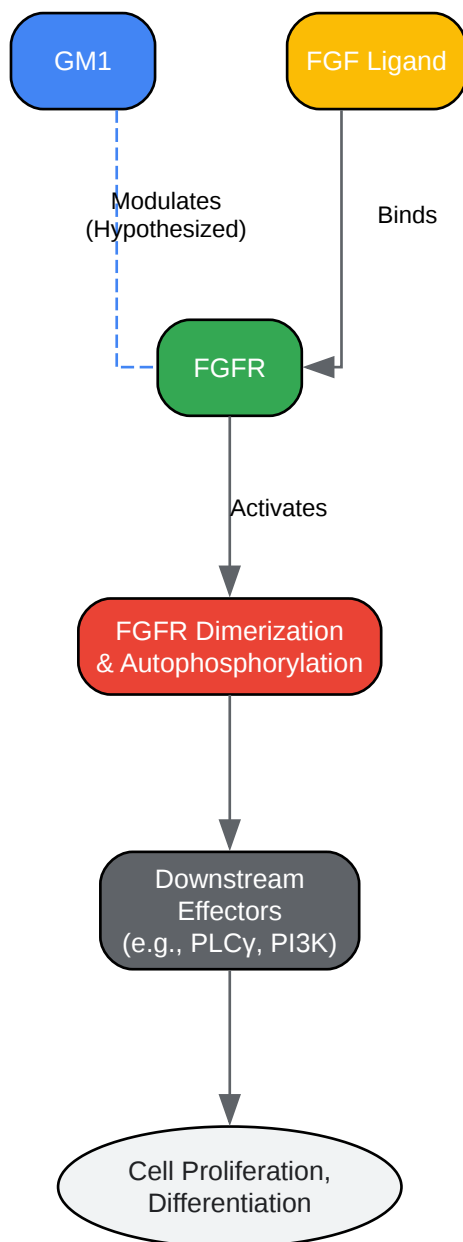 GM1
FGF Ligand
Modulates
(Hypothesized)
Binds
FGFR
Activates
FGFR Dimerization
& Autophosphorylation
Downstream
Effectors
(e.g., PLCγ, PI3K)
Cell Proliferation,
Differentiation